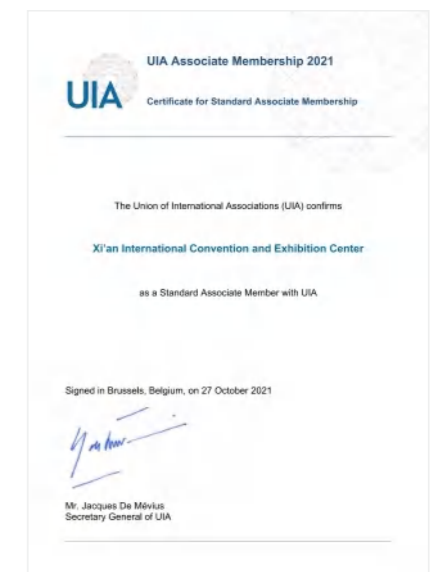 UIA Associate Membership 2021
UIA
Certificate for Standard Associate Membership
The Union of International Associations (UIA) confirms
Xi'an International Convention and Exhibition Center
as a Standard Associate Member with UIA
Signed in Brussels, Belgium, on 27 October 2021
Mr. Jacques De Mévius
Secretary General of UIA